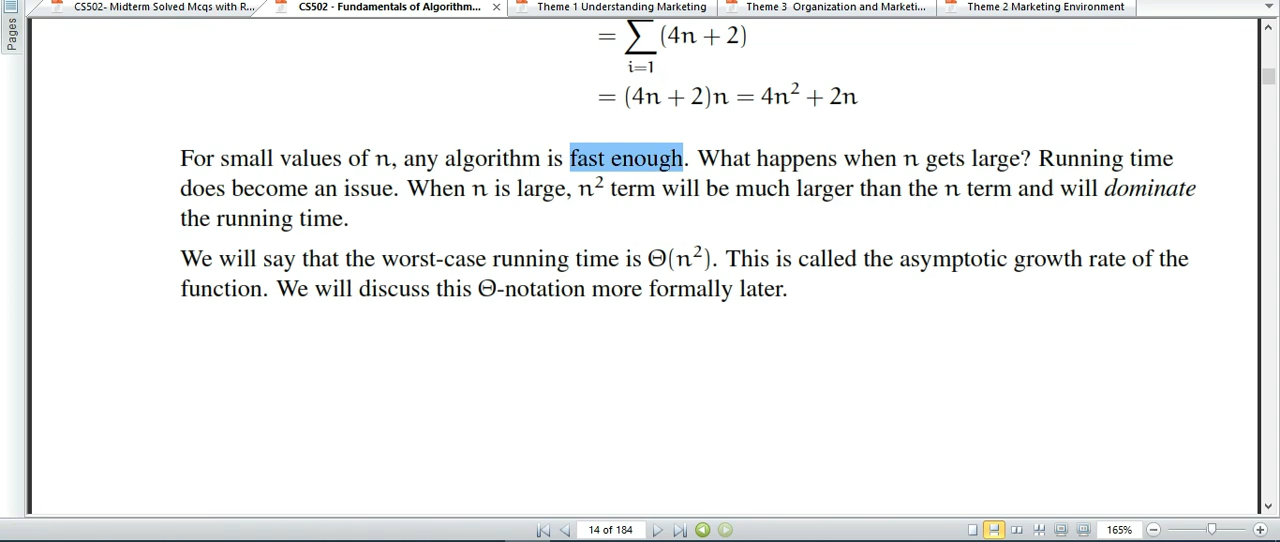 CS502- Midterm Solved Mcqs with R...
CS502 - Fundamentals of Algorithm...
Theme 1 Understanding Marketing
Theme 3 Organization and Marketi...
Theme 2 Marketing Environment
Pages
= ∑ (4n + 2)
i=1
= (4n + 2)n = 4n² + 2n
For small values of n, any algorithm is fast enough. What happens when n gets large? Running time
does become an issue. When n is large, n² term will be much larger than the n term and will dominate
the running time.
We will say that the worst-case running time is Θ(n²). This is called the asymptotic growth rate of the
function. We will discuss this Θ-notation more formally later.
14 of 184
165%